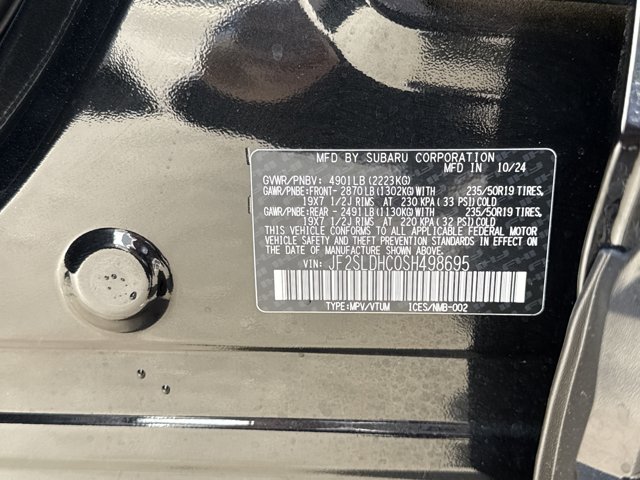 MFD BY SUBARU CORPORATION
MFD IN 10/24
GVWR/PNBV: 4901LB(2223KG)
GAWR/PNBE:FRONT-2870LB(1302KG)WITH 235/50R19 TIRES,
19X7 1/2J RIMS AT 230 KPA(33 PSI)COLD
GAWR/PNBE:REAR -2491LB(1130KG)WITH 235/50R19 TIRES,
19X7 1/2J RIMS AT 220 KPA(32 PSI)COLD
THIS VEHICLE CONFORMS TO ALL APPLICABLE FEDERAL MOTOR
VEHICLE SAFETY AND THEFT PREVENTION STANDARDS IN EFFECT ON
THE DATE OF MANUFACTURE SHOWN ABOVE.
VIN: JF2SLDHC0SH498695
TYPE:MPV/VTUM ICES/NMB-002